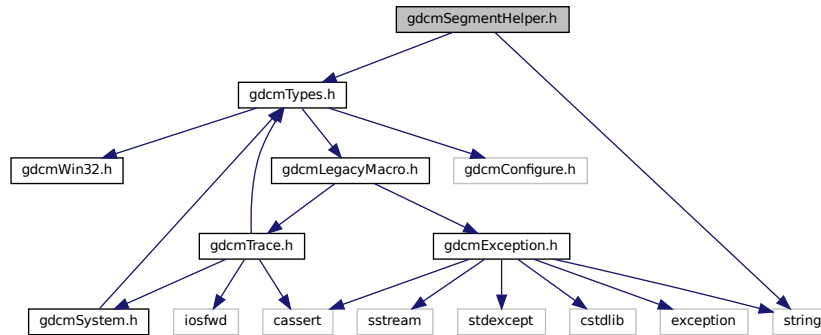 gdcmSegmentHelper.h
gdcmTypes.h
gdcmWin32.h
gdcmLegacyMacro.h
gdcmConfigure.h
gdcmTrace.h
gdcmException.h
gdcmSystem.h
iosfwd
cassert
sstream
stdexcept
cstdlib
exception
string